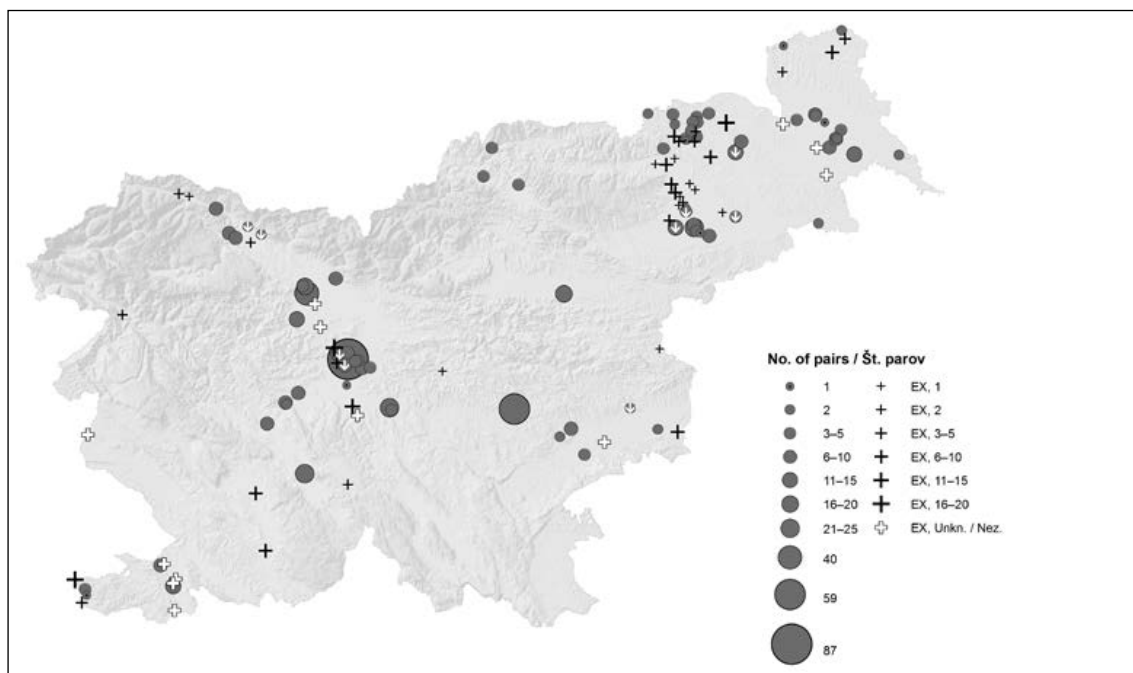 No. of pairs / Št. parov
1 EX, 1
2 EX, 2
3–5 EX, 3–5
6–10 EX, 6–10
11–15 EX, 11–15
16–20 EX, 16–20
21–25 EX, Unkn. / Nez.
40
59
87